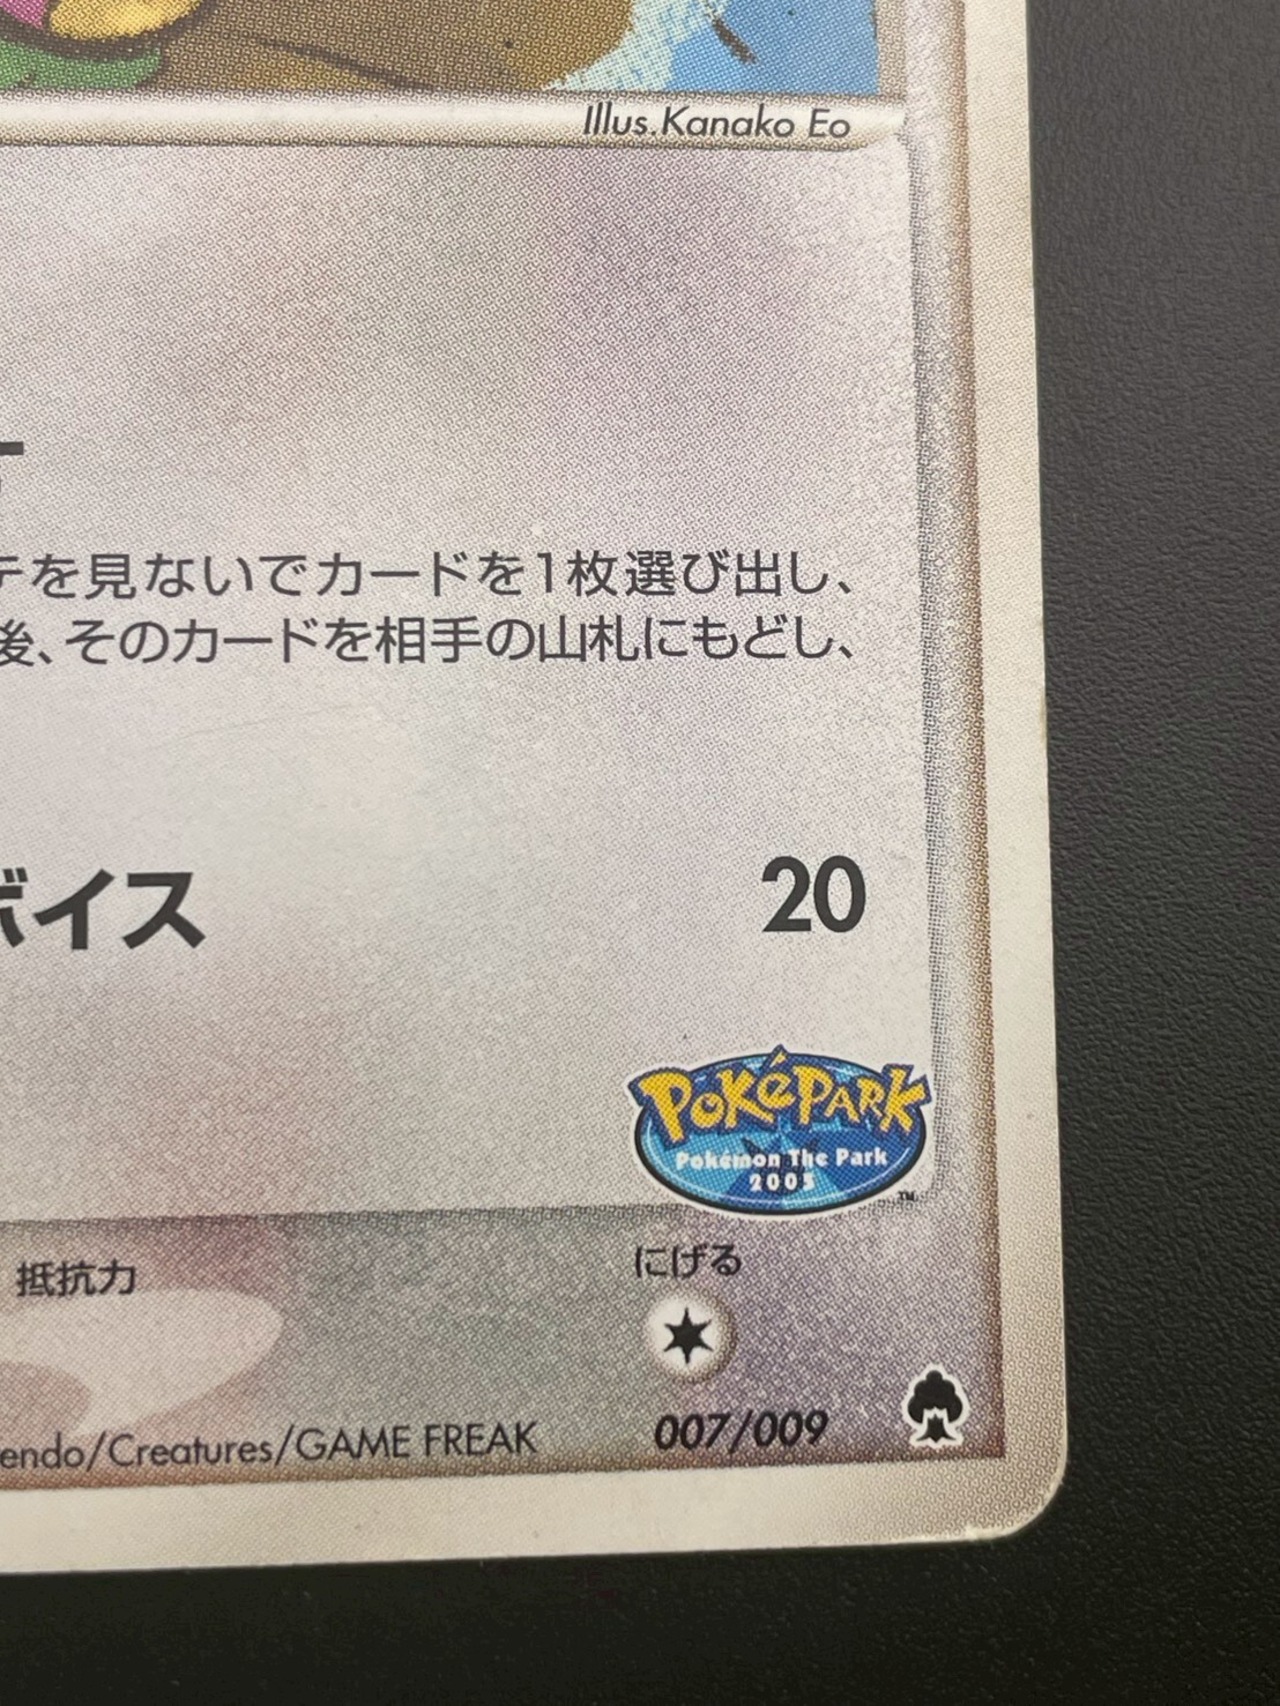 Illus.Kanako Eo
を見ないでカードを1枚選び出し、
後、そのカードを相手の山札にもどし、
ボイス 20
POKéPARK
Pokémon The Park
2005
TM
抵抗力 にげる
endo/Creatures/GAME FREAK 007/009